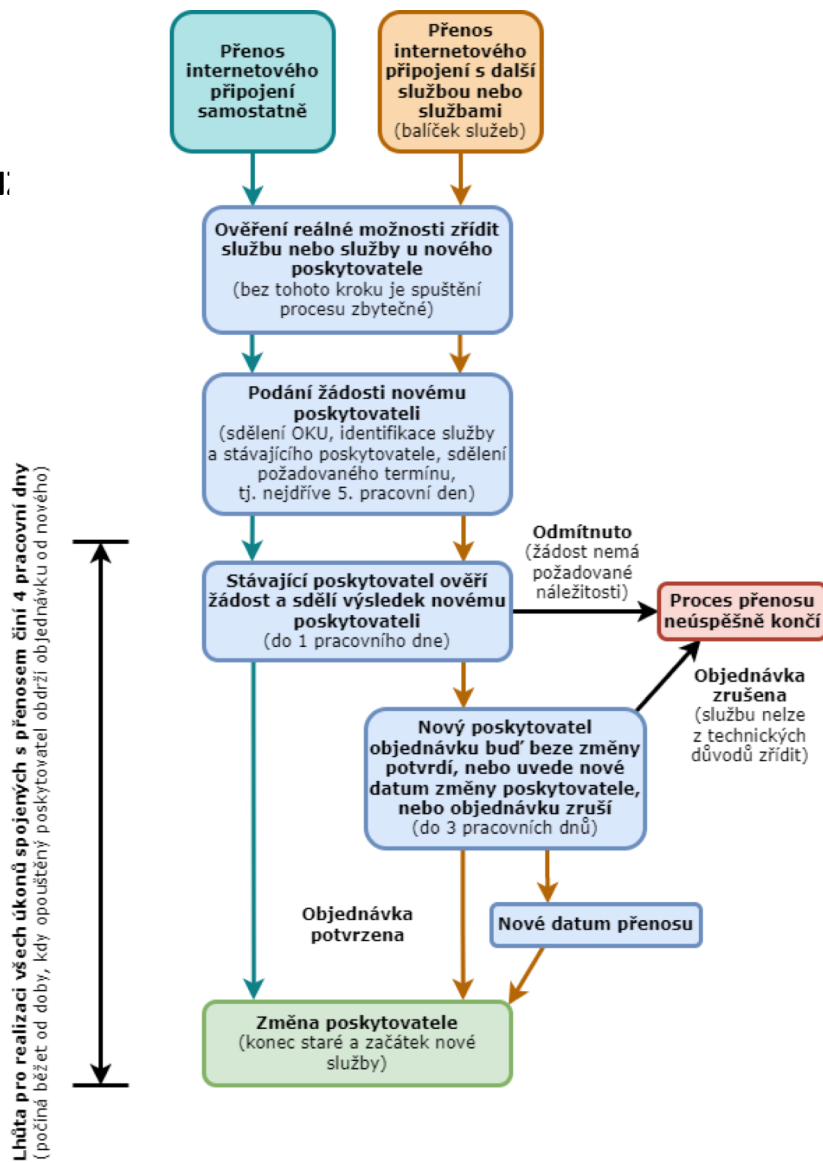 Přenos
internetového
připojení
samostatně
Přenos
internetového
připojení s další
službou nebo
službami
(balíček služeb)
Ověření reálné možnosti zřídit
službu nebo služby u nového
poskytovatele
(bez tohoto kroku je spuštění
procesu zbytečné)
Podání žádosti novému
poskytovateli
(sdělení OKU, identifikace služby
a stávajícího poskytovatele, sdělení
požadovaného termínu,
tj. nejdříve 5. pracovní den)
Lhůta pro realizaci všech úkonů spojených s přenosem činí 4 pracovní dny
(počíná běžet od doby, kdy opouštěný poskytovatel obdrží objednávku od nového)
Stávající poskytovatel ověří
žádost a sdělí výsledek novému
poskytovateli
(do 1 pracovního dne)
Odmítnuto
(žádost nemá
požadované
náležitosti)
Proces přenosu
neúspěšně končí
Objednávka
zrušena
(službu nelze
z technických
důvodů zřídit)
Nový poskytovatel
objednávku buď beze změny
potvrdí, nebo uvede nové
datum změny poskytovatele,
nebo objednávku zruší
(do 3 pracovních dnů)
Objednávka
potvrzena
Nové datum přenosu
Změna poskytovatele
(konec staré a začátek nové
služby)